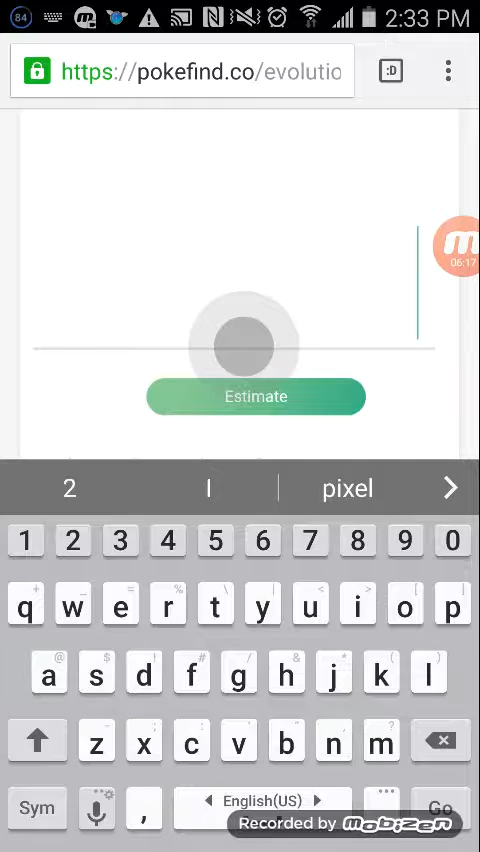 84 2:33 PM
https://pokefind.co/evolutio :D
06:17
Estimate
2 I pixel
1 2 3 4 5 6 7 8 9 0
q w e r t y u i o p
a s d f g h j k l
z x c v b n m
Sym , English(US) Go
Recorded by mobizen